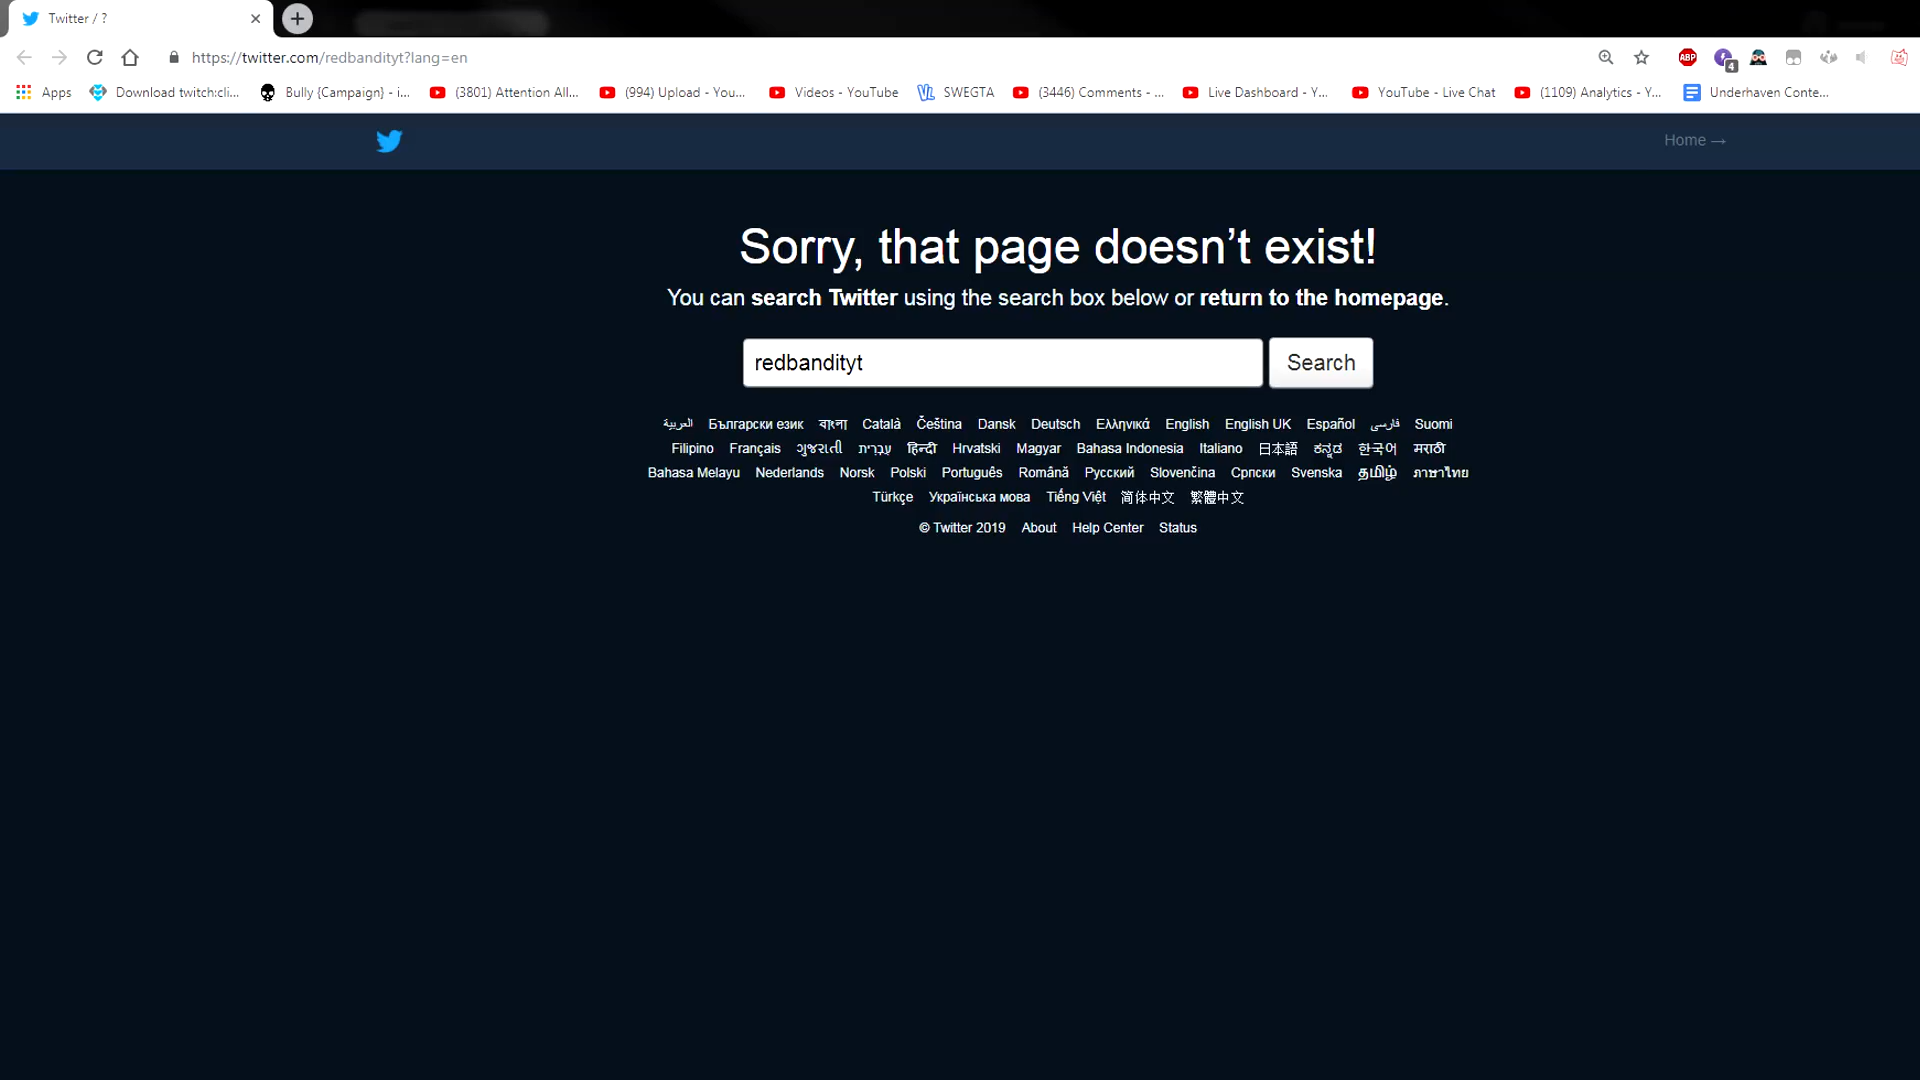 Twitter / ?
https://twitter.com/redbandityt?lang=en
ABP
4
Apps Download twitch:cli... Bully {Campaign} - i... (3801) Attention All... (994) Upload - You... Videos - YouTube SWEGTA (3446) Comments - ... Live Dashboard - Y... YouTube - Live Chat (1109) Analytics - Y... Underhaven Conte...
Home →
Sorry, that page doesn’t exist!
You can search Twitter using the search box below or return to the homepage.
redbandityt Search
العربية Български език বাংলা Català Čeština Dansk Deutsch Ελληνικά English English UK Español فارسی Suomi
Filipino Français ગુજરાતી עִבְרִית हिन्दी Hrvatski Magyar Bahasa Indonesia Italiano 日本語 ಕನ್ನಡ 한국어 मराठी
Bahasa Melayu Nederlands Norsk Polski Português Română Русский Slovenčina Српски Svenska தமிழ் ภาษาไทย
Türkçe Українська мова Tiếng Việt 简体中文 繁體中文
© Twitter 2019 About Help Center Status